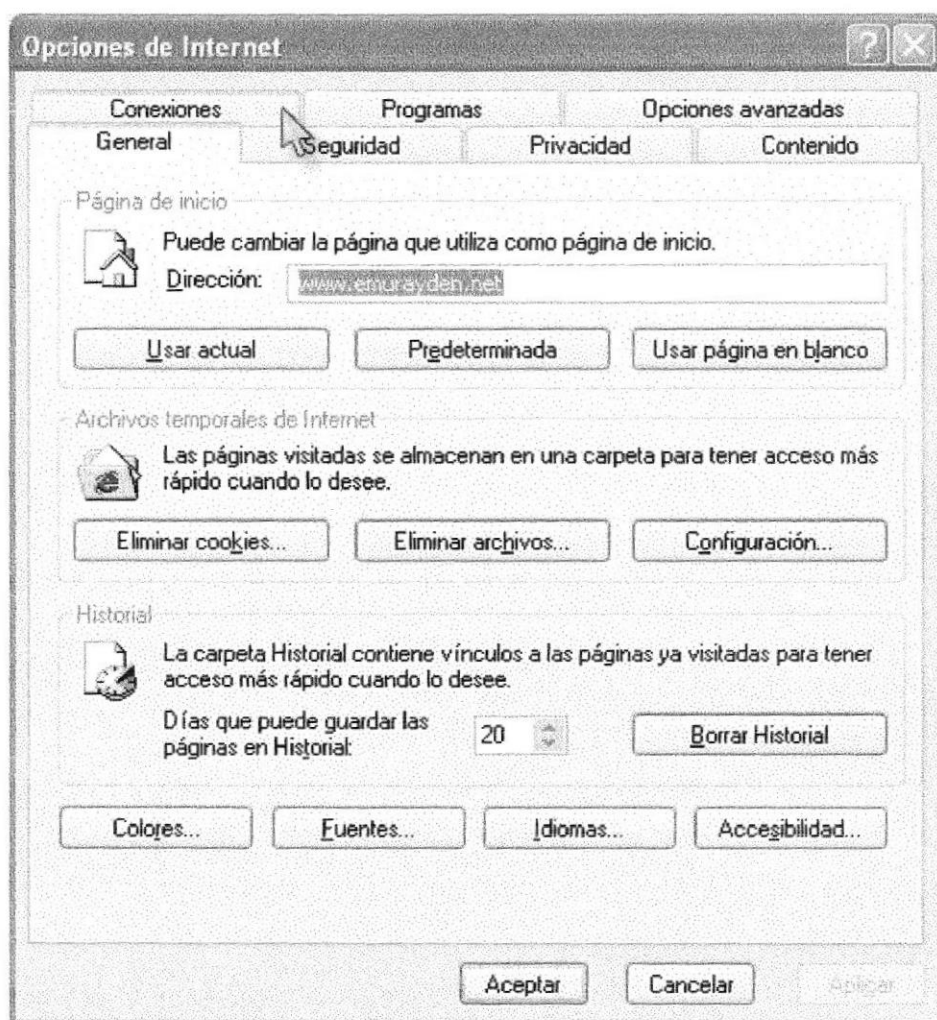 Opciones de Internet
Conexiones Programas Opciones avanzadas
General Seguridad Privacidad Contenido
Página de inicio
Puede cambiar la página que utiliza como página de inicio.
Dirección: www.emurayden.net
Usar actual Predeterminada Usar página en blanco
Archivos temporales de Internet
Las páginas visitadas se almacenan en una carpeta para tener acceso más
rápido cuando lo desee.
Eliminar cookies... Eliminar archivos... Configuración...
Historial
La carpeta Historial contiene vínculos a las páginas ya visitadas para tener
acceso más rápido cuando lo desee.
Días que puede guardar las
páginas en Historial: 20 Borrar Historial
Colores... Fuentes... Idiomas... Accesibilidad...
Aceptar Cancelar Aplicar